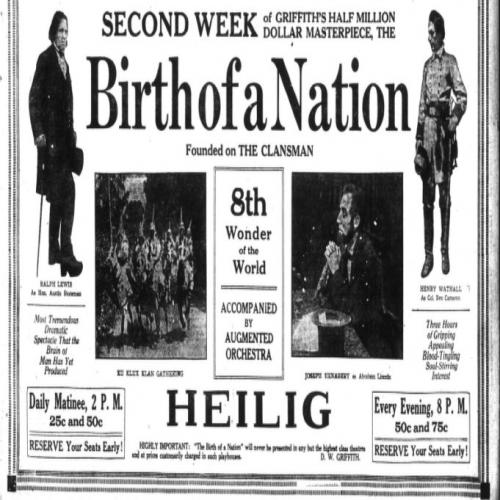 SECOND WEEK of GRIFFITH'S HALF MILLION
DOLLAR MASTERPIECE, THE
Birth of a Nation
Founded on THE CLANSMAN
8th
Wonder
of the
World
ACCOMPANIED
BY
AUGMENTED
ORCHESTRA
RALPH LEWIS
As Hon. Austin Stoneman
Most Tremendous
Dramatic
Spectacle That the
Brain of
Man Has Yet
Produced
KU KLUX KLAN GATHERING
JOSEPH HENABERY as Abraham Lincoln
HENRY WATHALL
As Col. Ben Cameron
Three Hours
of Gripping
Appealing
Blood-Tingling
Soul-Stirring
Interest
Daily Matinee, 2 P. M.
25c and 50c
RESERVE Your Seats Early!
HEILIG
HIGHLY IMPORTANT: "The Birth of a Nation" will never be presented in any but the highest class theatres
and at prices customarily charged in such playhouses. D. W. GRIFFITH.
Every Evening, 8 P. M.
50c and 75c
RESERVE Your Seats Early!